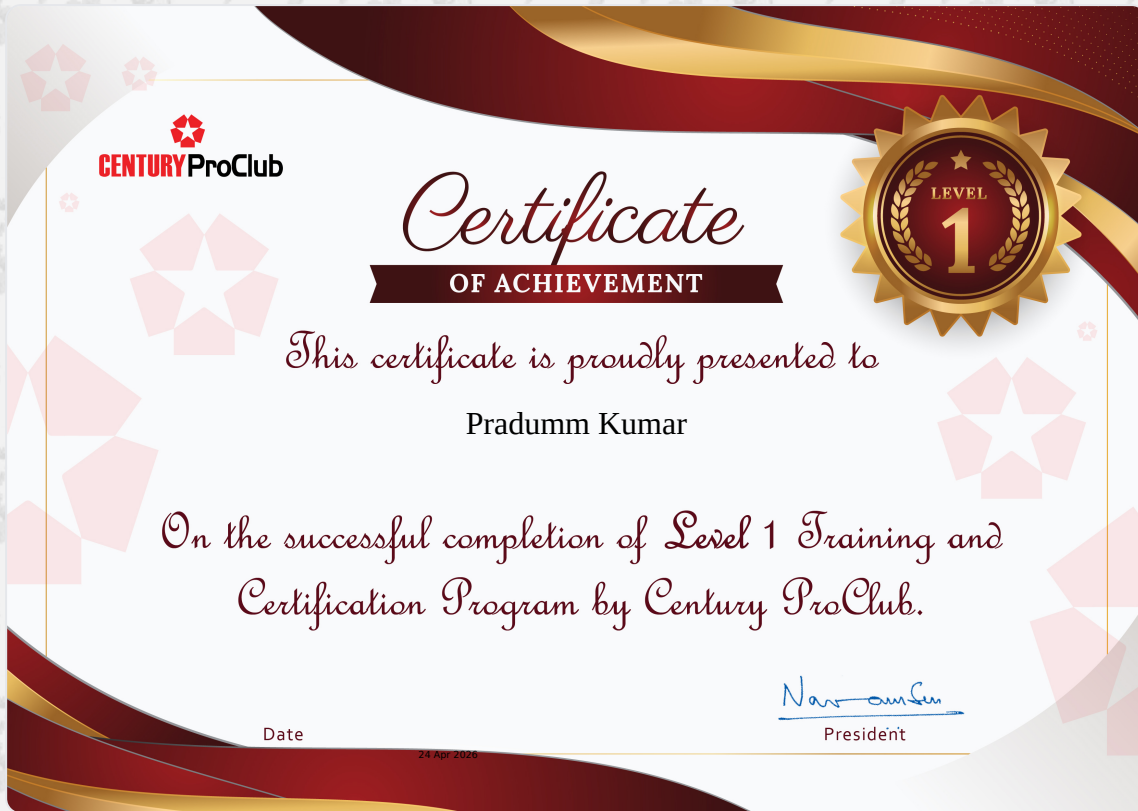 CENTURY ProClub
LEVEL
1
Certificate
OF ACHIEVEMENT
This certificate is proudly presented to
Pradumm Kumar
On the successful completion of Level 1 Training and
Certification Program by Century ProClub.
Date
President
24 Apr 2026